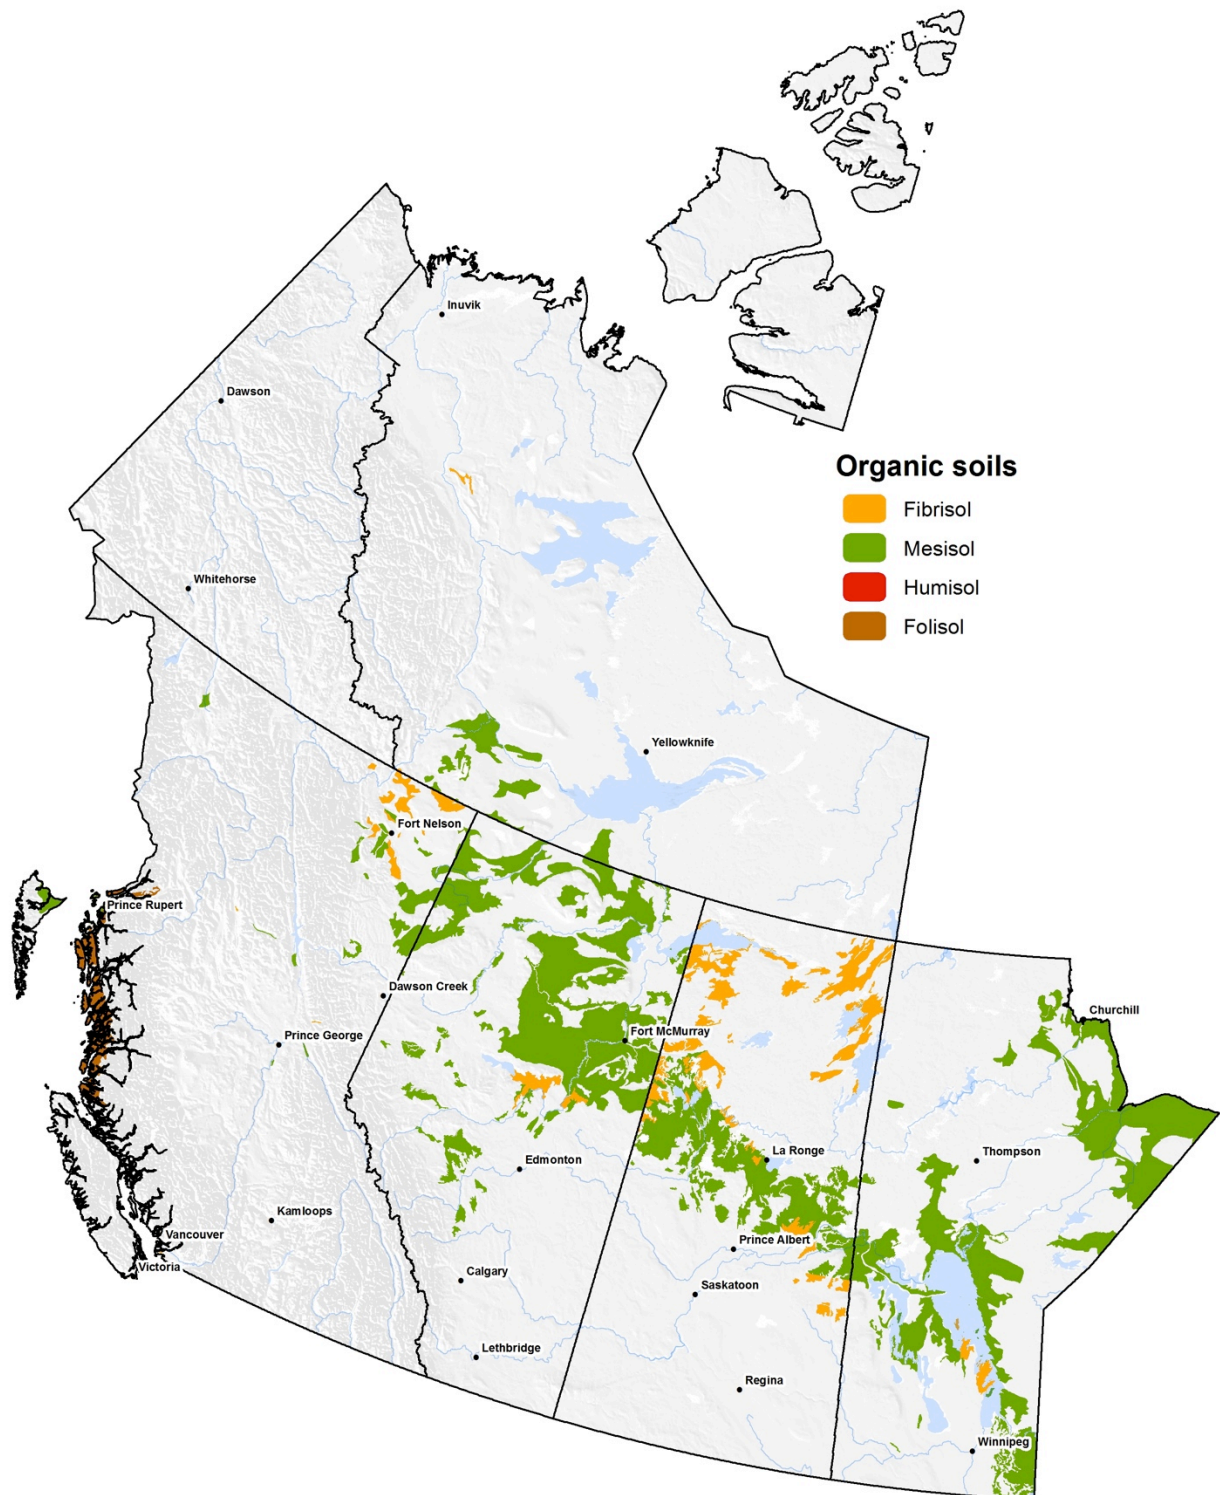 Inuvik
Dawson
Organic soils
Fibrisol
Mesisol
Humisol
Folisol
Whitehorse
Yellowknife
Fort Nelson
Prince Rupert
Dawson Creek
Churchill
Fort McMurray
Prince George
Thompson
La Ronge
Edmonton
Kamloops
Vancouver
Prince Albert
Victoria
Calgary
Saskatoon
Lethbridge
Regina
Winnipeg